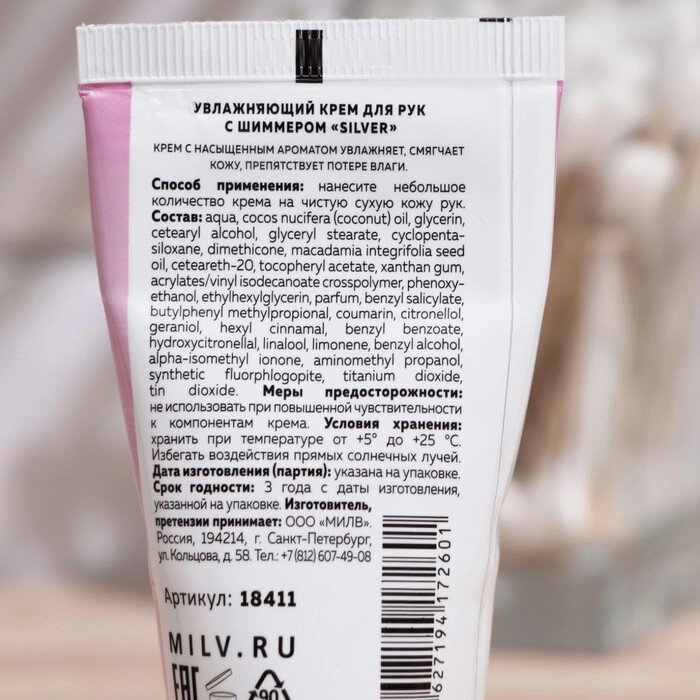 УВЛАЖНЯЮЩИЙ КРЕМ ДЛЯ РУК
С ШИММЕРОМ «SILVER»
КРЕМ С НАСЫЩЕННЫМ АРОМАТОМ УВЛАЖНЯЕТ, СМЯГЧАЕТ
КОЖУ, ПРЕПЯТСТВУЕТ ПОТЕРЕ ВЛАГИ.
Способ применения: нанесите небольшое
количество крема на чистую сухую кожу рук.
Состав: aqua, cocos nucifera (coconut) oil, glycerin,
cetearyl alcohol, glyceryl stearate, cyclopenta-
siloxane, dimethicone, macadamia integrifolia seed
oil, ceteareth-20, tocopheryl acetate, xanthan gum,
acrylates/vinyl isodecanoate crosspolymer, phenoxy-
ethanol, ethylhexylglycerin, parfum, benzyl salicylate,
butylphenyl methylpropional, coumarin, citronellol,
geraniol, hexyl cinnamal, benzyl benzoate,
hydroxycitronellal, linalool, limonene, benzyl alcohol,
alpha-isomethyl ionone, aminomethyl propanol,
synthetic fluorphlogopite, titanium dioxide,
tin dioxide. Меры предосторожности:
не использовать при повышенной чувствительности
к компонентам крема. Условия хранения:
хранить при температуре от +5° до +25 °С.
Избегать воздействия прямых солнечных лучей.
Дата изготовления (партия): указана на упаковке.
Срок годности: 3 года с даты изготовления,
указанной на упаковке. Изготовитель,
претензии принимает: ООО «МИЛВ».
Россия, 194214, г. Санкт-Петербург,
ул. Кольцова, д. 58. Тел.: +7 (812) 607-49-08
Артикул: 18411
MILV.RU
EAC
90
627194 172601